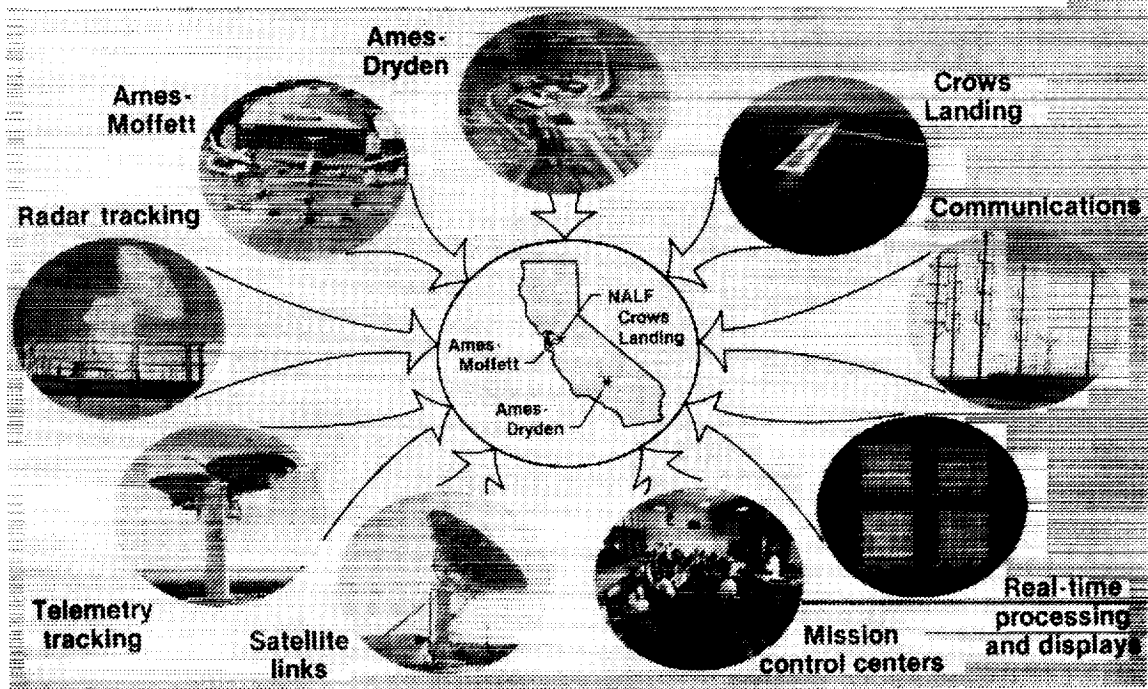 Ames-
Dryden
Ames-
Moffett
Crows
Landing
Radar tracking
Communications
NALF
Crows
Landing
Ames-
Moffett
Ames-
Dryden
Telemetry
tracking
Satellite
links
Mission
control centers
Real-time
processing
and displays